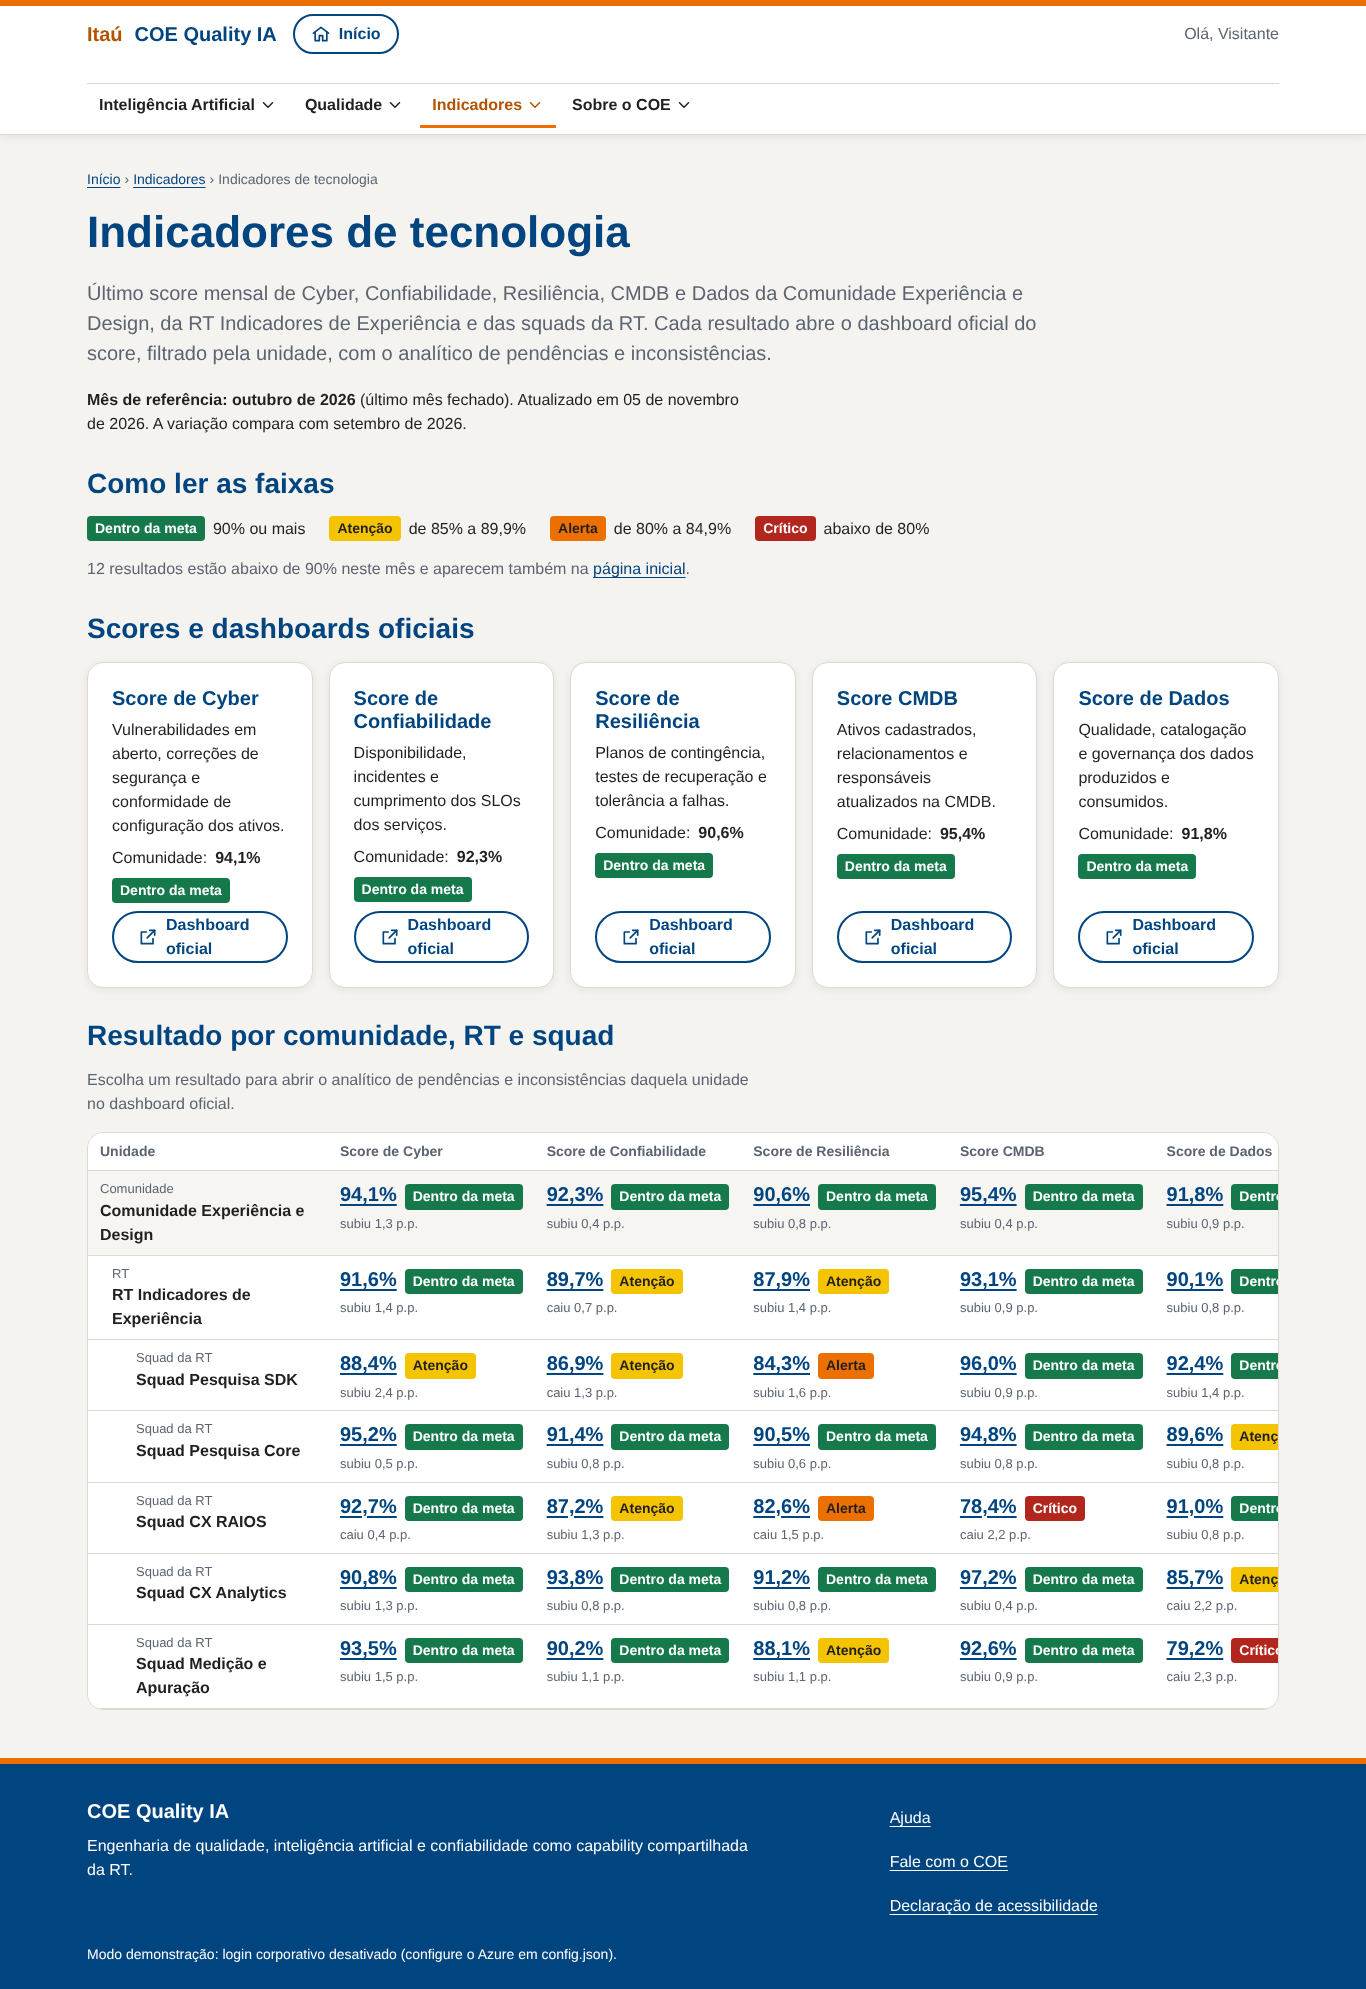 Itaú COE Quality IA Início Olá, Visitante
Inteligência Artificial Qualidade Indicadores Sobre o COE
Início › Indicadores › Indicadores de tecnologia
Indicadores de tecnologia
Último score mensal de Cyber, Confiabilidade, Resiliência, CMDB e Dados da Comunidade Experiência e
Design, da RT Indicadores de Experiência e das squads da RT. Cada resultado abre o dashboard oficial do
score, filtrado pela unidade, com o analítico de pendências e inconsistências.
Mês de referência: outubro de 2026 (último mês fechado). Atualizado em 05 de novembro
de 2026. A variação compara com setembro de 2026.
Como ler as faixas
Dentro da meta 90% ou mais Atenção de 85% a 89,9% Alerta de 80% a 84,9% Crítico abaixo de 80%
12 resultados estão abaixo de 90% neste mês e aparecem também na página inicial.
Scores e dashboards oficiais
Score de Cyber
Vulnerabilidades em
aberto, correções de
segurança e
conformidade de
configuração dos ativos.
Comunidade: 94,1%
Dentro da meta
Dashboard
oficial
Score de
Confiabilidade
Disponibilidade,
incidentes e
cumprimento dos SLOs
dos serviços.
Comunidade: 92,3%
Dentro da meta
Dashboard
oficial
Score de
Resiliência
Planos de contingência,
testes de recuperação e
tolerância a falhas.
Comunidade: 90,6%
Dentro da meta
Dashboard
oficial
Score CMDB
Ativos cadastrados,
relacionamentos e
responsáveis
atualizados na CMDB.
Comunidade: 95,4%
Dentro da meta
Dashboard
oficial
Score de Dados
Qualidade, catalogação
e governança dos dados
produzidos e
consumidos.
Comunidade: 91,8%
Dentro da meta
Dashboard
oficial
Resultado por comunidade, RT e squad
Escolha um resultado para abrir o analítico de pendências e inconsistências daquela unidade
no dashboard oficial.
Unidade Score de Cyber Score de Confiabilidade Score de Resiliência Score CMDB Score de Dados
Comunidade
Comunidade Experiência e
Design
94,1% Dentro da meta 92,3% Dentro da meta 90,6% Dentro da meta 95,4% Dentro da meta 91,8% Dentr
subiu 1,3 p.p. subiu 0,4 p.p. subiu 0,8 p.p. subiu 0,4 p.p. subiu 0,9 p.p.
RT
RT Indicadores de
Experiência
91,6% Dentro da meta 89,7% Atenção 87,9% Atenção 93,1% Dentro da meta 90,1% Dentr
subiu 1,4 p.p. caiu 0,7 p.p. subiu 1,4 p.p. subiu 0,9 p.p. subiu 0,8 p.p.
Squad da RT
Squad Pesquisa SDK
88,4% Atenção 86,9% Atenção 84,3% Alerta 96,0% Dentro da meta 92,4% Dentr
subiu 2,4 p.p. caiu 1,3 p.p. subiu 1,6 p.p. subiu 0,9 p.p. subiu 1,4 p.p.
Squad da RT
Squad Pesquisa Core
95,2% Dentro da meta 91,4% Dentro da meta 90,5% Dentro da meta 94,8% Dentro da meta 89,6% Atenç
subiu 0,5 p.p. subiu 0,8 p.p. subiu 0,6 p.p. subiu 0,8 p.p. subiu 0,8 p.p.
Squad da RT
Squad CX RAIOS
92,7% Dentro da meta 87,2% Atenção 82,6% Alerta 78,4% Crítico 91,0% Dentr
caiu 0,4 p.p. subiu 1,3 p.p. caiu 1,5 p.p. caiu 2,2 p.p. subiu 0,8 p.p.
Squad da RT
Squad CX Analytics
90,8% Dentro da meta 93,8% Dentro da meta 91,2% Dentro da meta 97,2% Dentro da meta 85,7% Atenç
subiu 1,3 p.p. subiu 0,8 p.p. subiu 0,8 p.p. subiu 0,4 p.p. caiu 2,2 p.p.
Squad da RT
Squad Medição e
Apuração
93,5% Dentro da meta 90,2% Dentro da meta 88,1% Atenção 92,6% Dentro da meta 79,2% Crític
subiu 1,5 p.p. subiu 1,1 p.p. subiu 1,1 p.p. subiu 0,9 p.p. caiu 2,3 p.p.
COE Quality IA
Engenharia de qualidade, inteligência artificial e confiabilidade como capability compartilhada
da RT.
Ajuda
Fale com o COE
Declaração de acessibilidade
Modo demonstração: login corporativo desativado (configure o Azure em config.json).